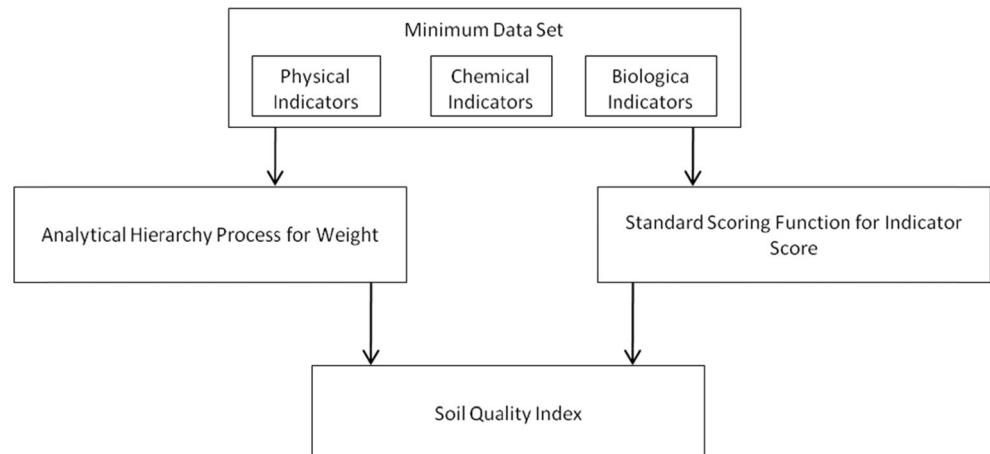 Minimum Data Set
Physical
Indicators
Chemical
Indicators
Biologica
Indicators
Analytical Hierarchy Process for Weight
Standard Scoring Function for Indicator
Score
Soil Quality Index